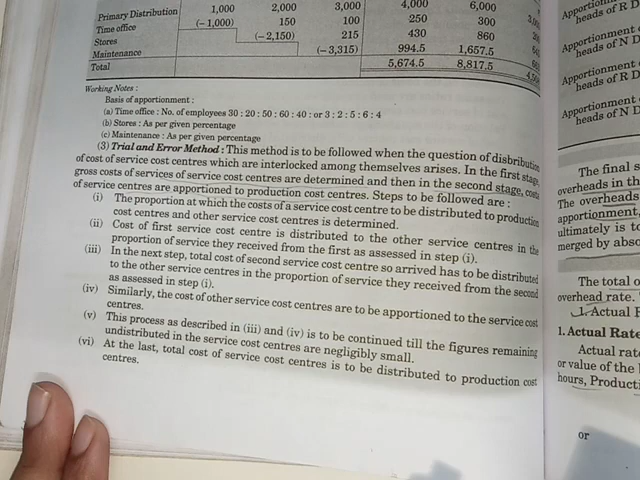 Primary Distribution 1,000 2,000 3,000 4,000 6,000
Time office (– 1,000) 150 100 250 300
Stores (– 2,150) 215 430 860
Maintenance (– 3,315) 994.5 1,657.5
Total 5,674.5 8,817.5
Working Notes :
Basis of apportionment :
(a) Time office : No. of employees 30 : 20 : 50 : 60 : 40 : or 3 : 2 : 5 : 6 : 4
(b) Stores : As per given percentage
(c) Maintenance : As per given percentage
(3) Trial and Error Method : This method is to be followed when the question of disbribution
of cost of service cost centres which are interlocked among themselves arises. In the first stage,
gross costs of services of service cost centres are determined and then in the second stage, costs
of service centres are apportioned to production cost centres. Steps to be followed are :
(i) The proportion at which the costs of a service cost centre to be distributed to production
cost centres and other service cost centres is determined.
(ii) Cost of first service cost centre is distributed to the other service centres in the
proportion of service they received from the first as assessed in step (i).
(iii) In the next step, total cost of second service cost centre so arrived has to be distributed
to the other service centres in the proportion of service they received from the second
as assessed in step (i).
(iv) Similarly, the cost of other service cost centres are to be apportioned to the service cost
centres.
(v) This process as described in (iii) and (iv) is to be continued till the figures remaining
undistributed in the service cost centres are negligibly small.
(vi) At the last, total cost of service cost centres is to be distributed to production cost
centres.
heads of R D
Apportionment
heads of N D
Apportionment
heads of R D
Apportionment
heads of N D
The final
overheads in th
The overheads
apportionment.
ultimately is to
merged by abso
The total o
overhead rate.
1. Actual
1. Actual Rate
Actual rate
or value of the
hours, Producti
or